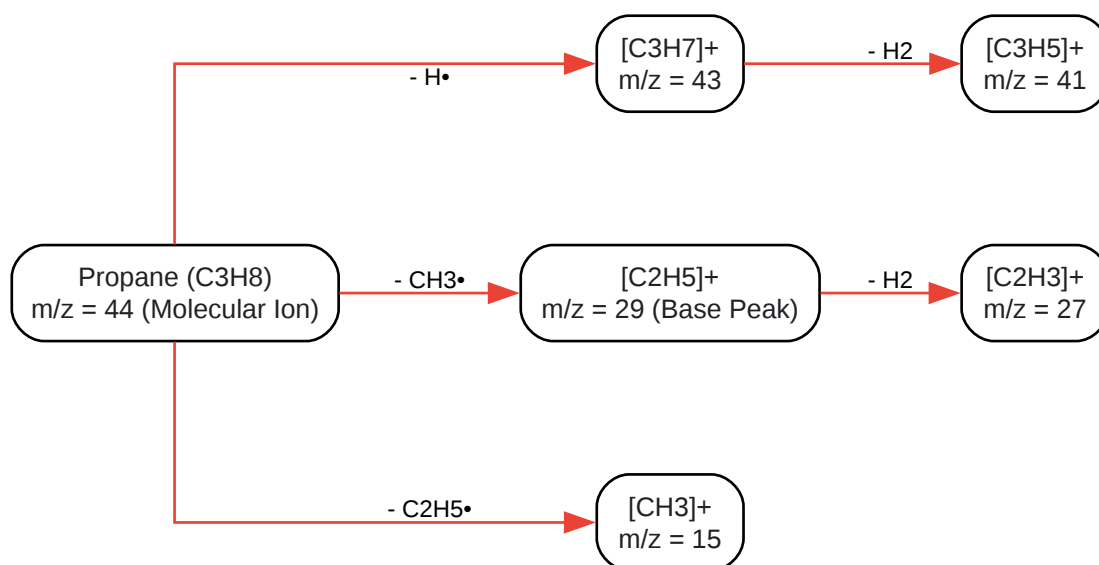 [C3H7]+
m/z = 43
- H2
[C3H5]+
m/z = 41
- H•
Propane (C3H8)
m/z = 44 (Molecular Ion)
- CH3•
[C2H5]+
m/z = 29 (Base Peak)
- H2
[C2H3]+
m/z = 27
- C2H5•
[CH3]+
m/z = 15